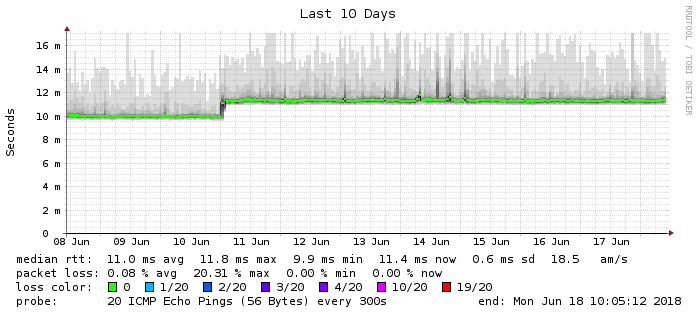 Last 10 Days
RRDTOOL / TOBI OETIKER
Seconds
16 m
14 m
12 m
10 m
8 m
6 m
4 m
2 m
0
08 Jun 09 Jun 10 Jun 11 Jun 12 Jun 13 Jun 14 Jun 15 Jun 16 Jun 17 Jun
median rtt: 11.0 ms avg 11.8 ms max 9.9 ms min 11.4 ms now 0.6 ms sd 18.5 am/s
packet loss: 0.08 % avg 20.31 % max 0.00 % min 0.00 % now
loss color: 0 1/20 2/20 3/20 4/20 10/20 19/20
probe: 20 ICMP Echo Pings (56 Bytes) every 300s end: Mon Jun 18 10:05:12 2018